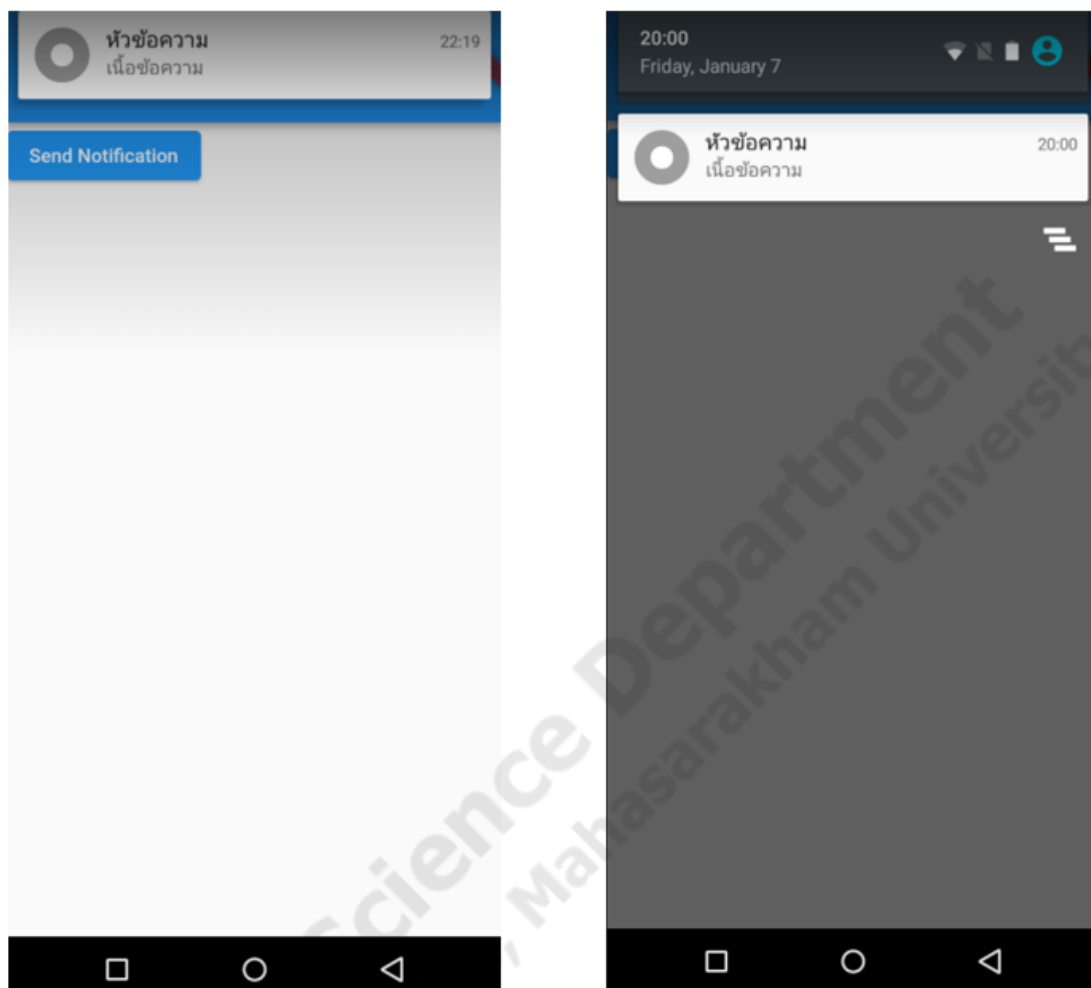 หัวข้อความ
22:19
เนื้อข้อความ
Send Notification
20:00
Friday, January 7
หัวข้อความ
20:00
เนื้อข้อความ
Science Department
, Mahasarakham University